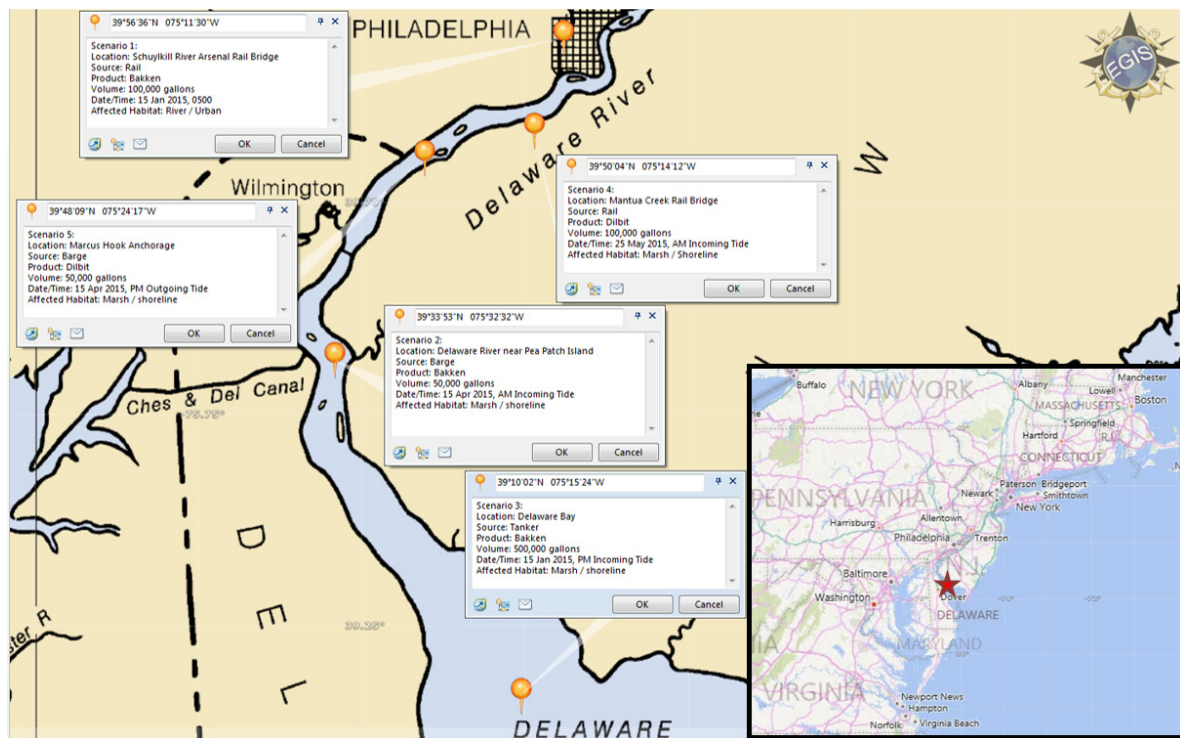 39°56'36"N 075°11'30"W
Scenario 1:
Location: Schuylkill River Arsenal Rail Bridge
Source: Rail
Product: Bakken
Volume: 100,000 gallons
Date/Time: 15 Jan 2015, 0500
Affected Habitat: River / Urban
OK Cancel
PHILADELPHIA
EGIS
Delaware River
W
Wilmington
39°50'04"N 075°14'12"W
Scenario 4:
Location: Mantua Creek Rail Bridge
Source: Rail
Product: Dilbit
Volume: 100,000 gallons
Date/Time: 25 May 2015, AM Incoming Tide
Affected Habitat: Marsh / Shoreline
OK Cancel
39°48'09"N 075°24'17"W
Scenario 5:
Location: Marcus Hook Anchorage
Source: Barge
Product: Dilbit
Volume: 50,000 gallons
Date/Time: 15 Apr 2015, PM Outgoing Tide
Affected Habitat: Marsh / shoreline
OK Cancel
39°33'53"N 075°32'32"W
Scenario 2:
Location: Delaware River near Pea Patch Island
Source: Barge
Product: Bakken
Volume: 50,000 gallons
Date/Time: 15 Apr 2015, AM Incoming Tide
Affected Habitat: Marsh / shoreline
OK Cancel
Ches & Del Canal
-75.75°
39°10'02"N 075°15'24"W
Scenario 3:
Location: Delaware Bay
Source: Tanker
Product: Bakken
Volume: 500,000 gallons
Date/Time: 15 Jan 2015, PM Incoming Tide
Affected Habitat: Marsh / shoreline
OK Cancel
D
E
L
ster R
39.25°
DELAWARE
Buffalo
NEW YORK
Albany
Manchester
Lowell
Boston
MASSACHUSETTS
Springfield
Hartford
R.I.
CONNECTICUT
Paterson
Bridgeport
Newark
Smithtown
New York
PENNSYLVANIA
Allentown
Harrisburg
Philadelphia
Trenton
N.J.
Baltimore
Washington
Dover
DELAWARE
MARYLAND
VIRGINIA
Newport News
Hampton
Norfolk
Virginia Beach